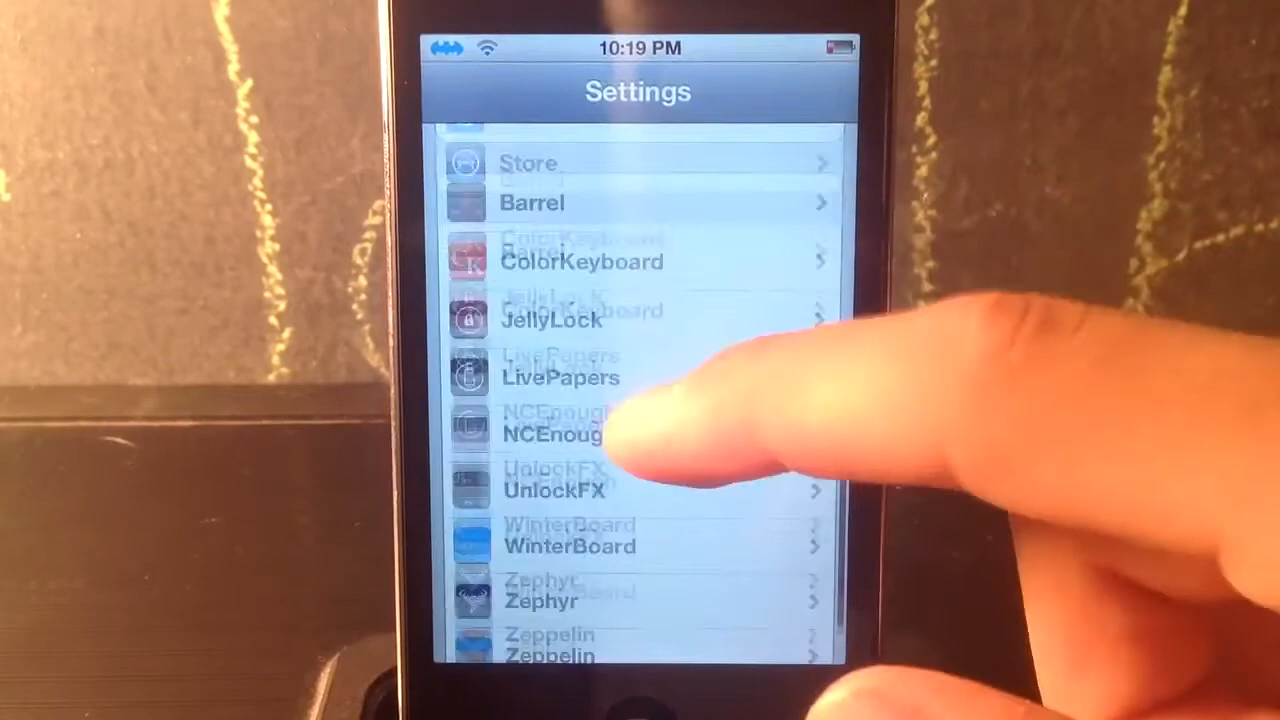 10:19 PM
Settings
Store
Barrel
ColorKeyboard
JellyLock
LivePapers
NCEnoug
UnlockFX
WinterBoard
Zephyr
Zeppelin